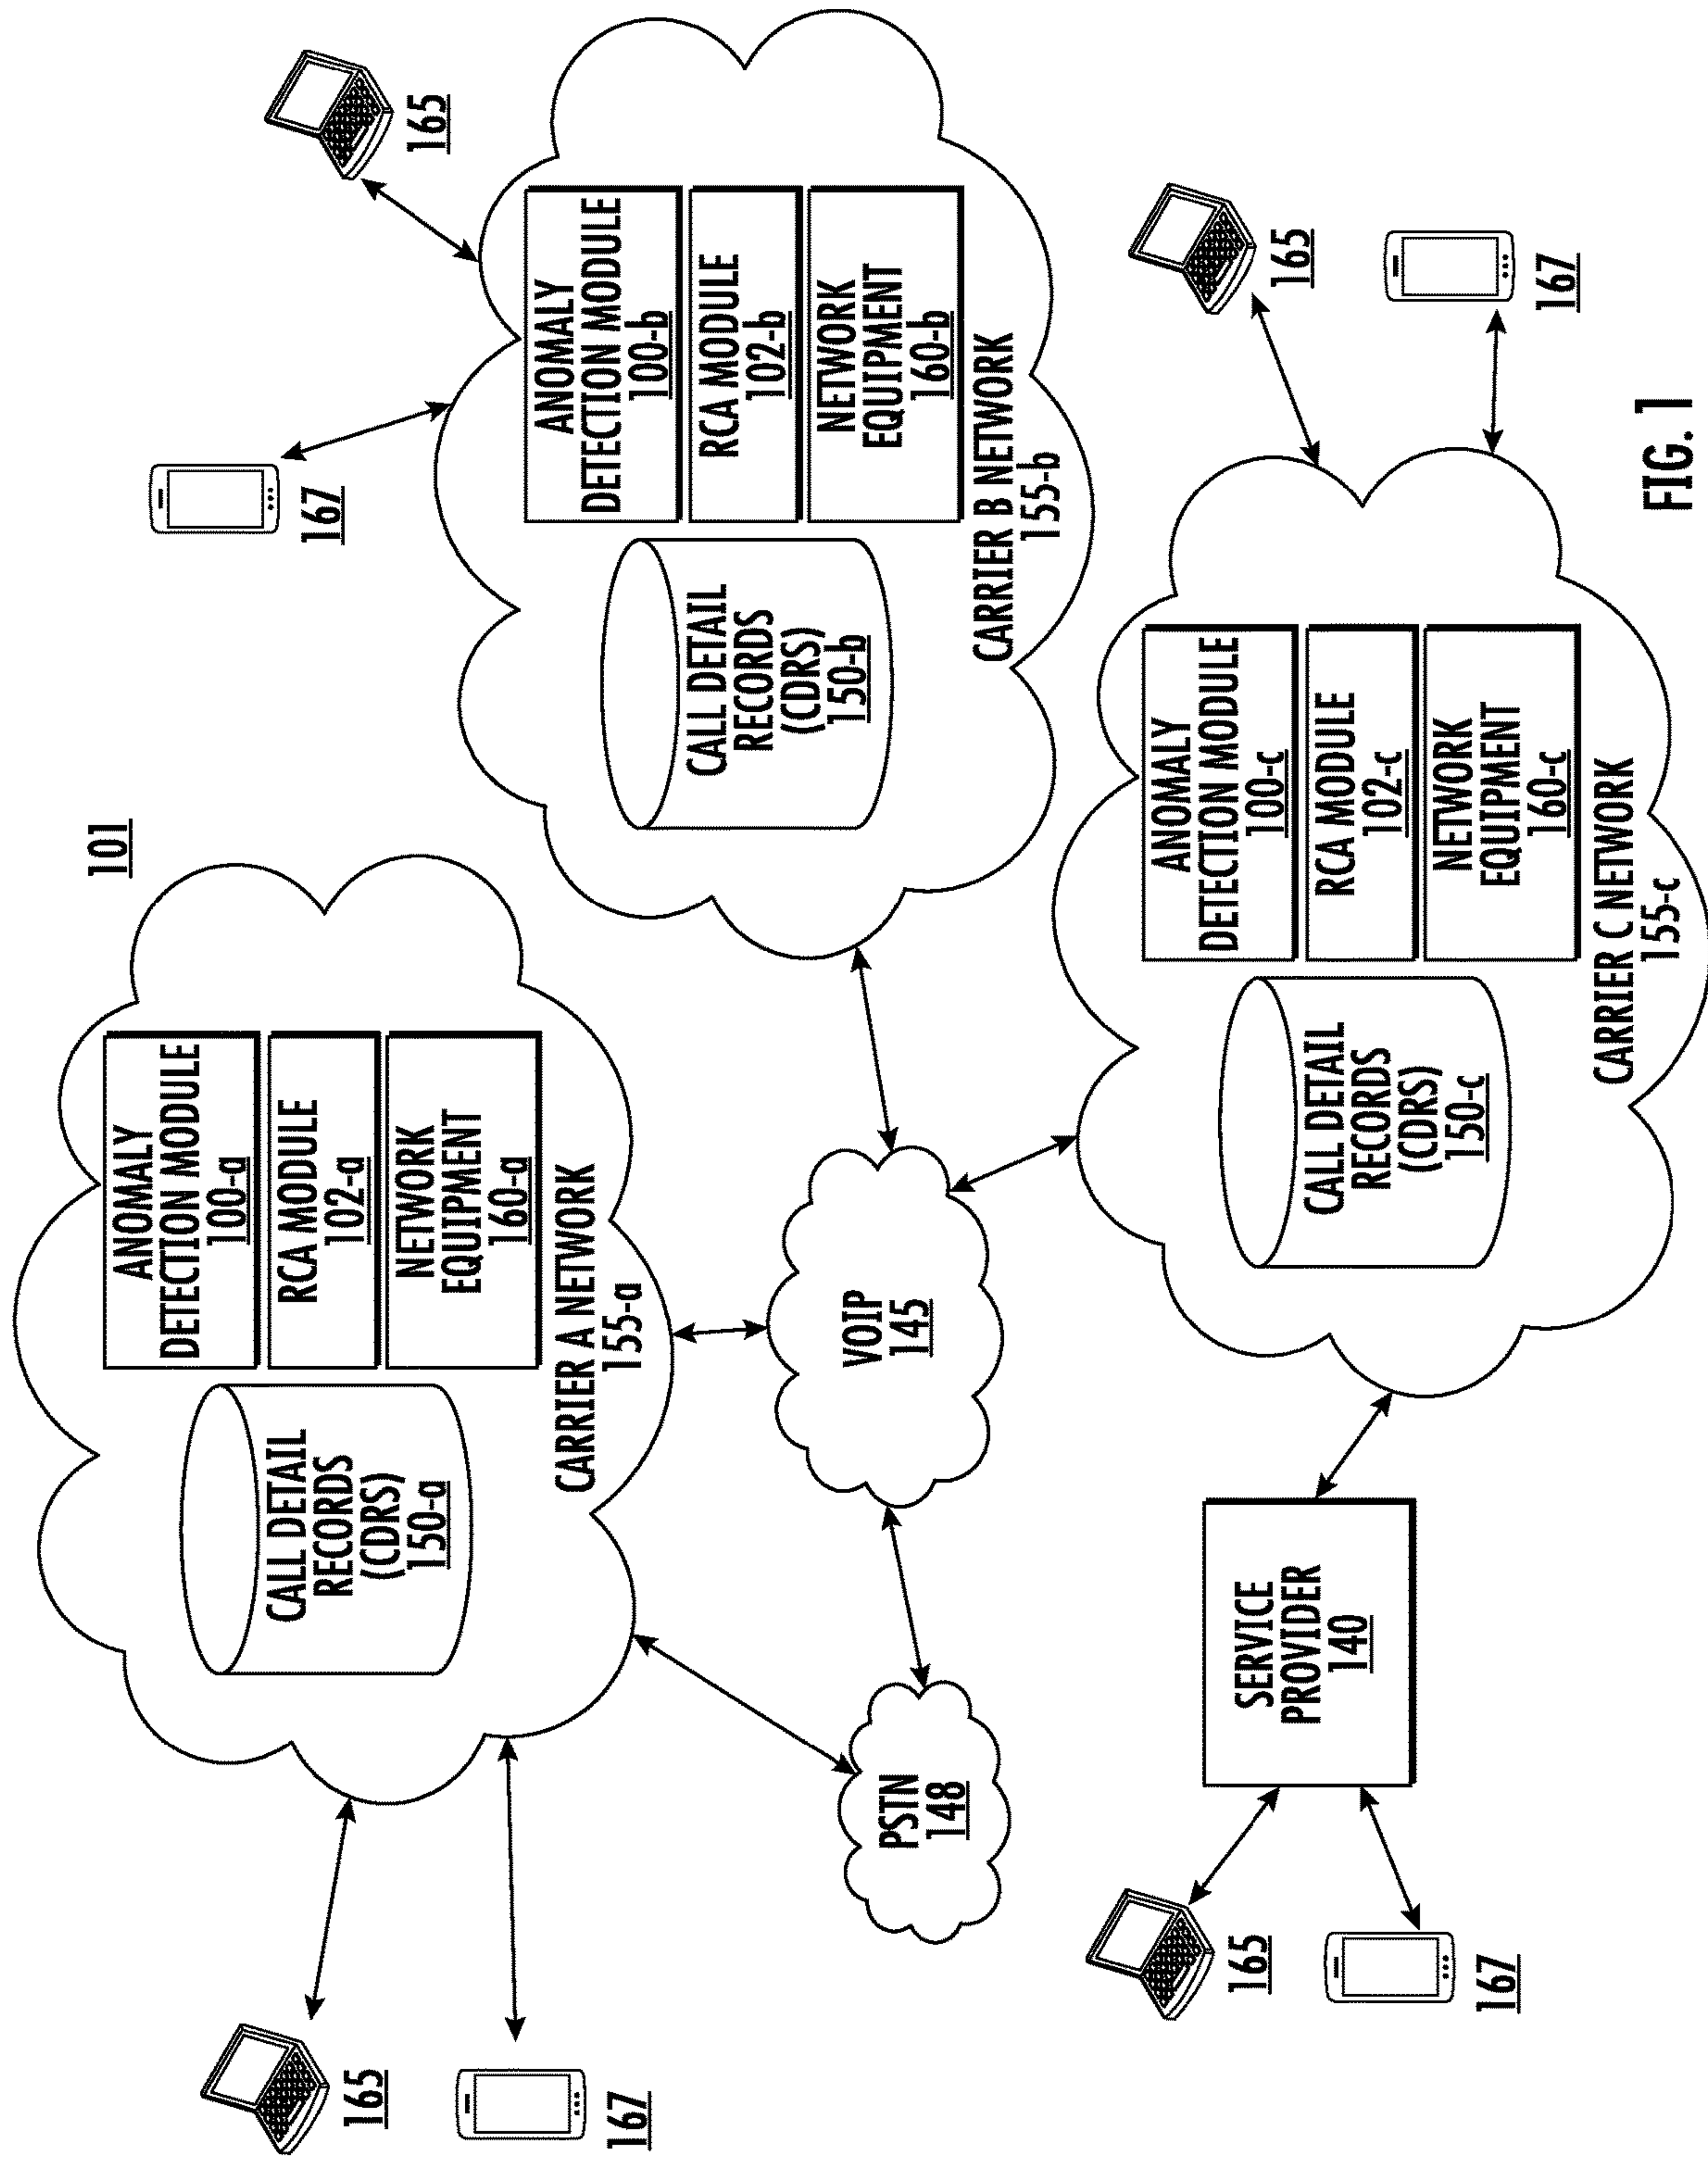 101
ANOMALY
DETECTION MODULE
100-a
RCA MODULE
102-a
NETWORK
EQUIPMENT
160-a
CALL DETAIL
RECORDS
(CDRS)
150-a
CARRIER A NETWORK
155-a
165
167
167
165
ANOMALY
DETECTION MODULE
100-b
RCA MODULE
102-b
NETWORK
EQUIPMENT
160-b
CALL DETAIL
RECORDS
(CDRS)
150-b
CARRIER B NETWORK
155-b
VOIP
145
PSTN
148
ANOMALY
DETECTION MODULE
100-c
RCA MODULE
102-c
NETWORK
EQUIPMENT
160-c
CALL DETAIL
RECORDS
(CDRS)
150-c
CARRIER C NETWORK
155-c
165
167
SERVICE
PROVIDER
140
165
167
FIG. 1